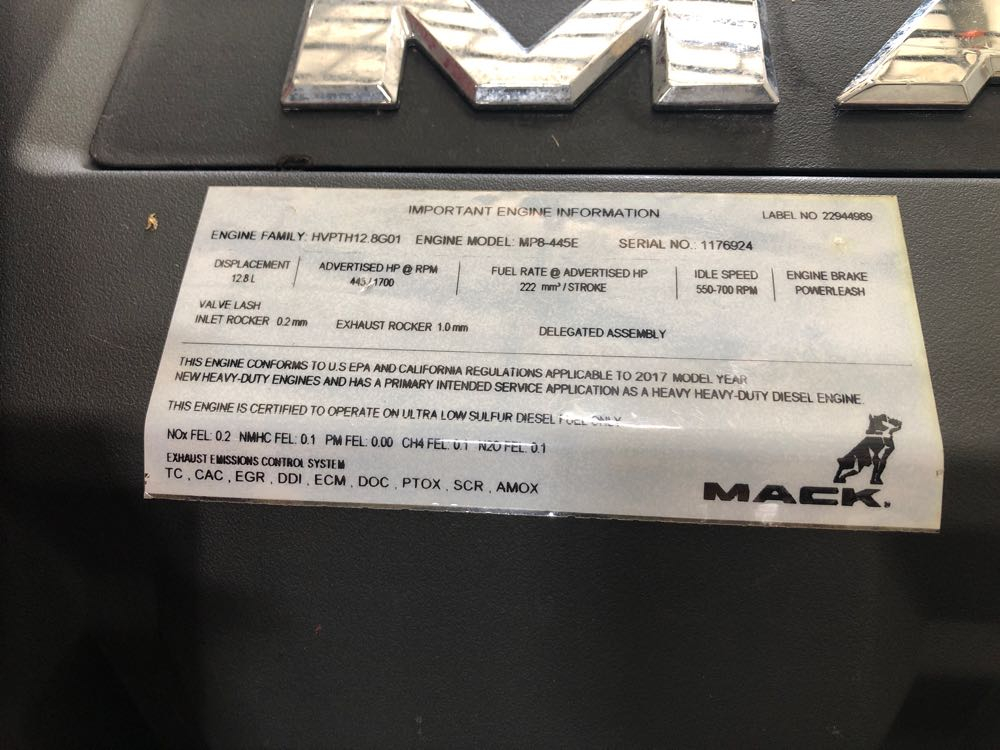 MA
IMPORTANT ENGINE INFORMATION LABEL NO 22944989
ENGINE FAMILY: HVPTH12.8G01 ENGINE MODEL: MP8-445E SERIAL NO.: 1176924
DISPLACEMENT ADVERTISED HP @ RPM FUEL RATE @ ADVERTISED HP IDLE SPEED ENGINE BRAKE
12.8 L 445 / 1700 222 mm³ / STROKE 550-700 RPM POWERLEASH
VALVE LASH
INLET ROCKER 0.2 mm EXHAUST ROCKER 1.0 mm DELEGATED ASSEMBLY
THIS ENGINE CONFORMS TO U.S EPA AND CALIFORNIA REGULATIONS APPLICABLE TO 2017 MODEL YEAR
NEW HEAVY-DUTY ENGINES AND HAS A PRIMARY INTENDED SERVICE APPLICATION AS A HEAVY HEAVY-DUTY DIESEL ENGINE.
THIS ENGINE IS CERTIFIED TO OPERATE ON ULTRA LOW SULFUR DIESEL FUEL ONLY
NOx FEL: 0.2 NMHC FEL: 0.1 PM FEL: 0.00 CH4 FEL: 0.1 N2O FEL: 0.1
EXHAUST EMISSIONS CONTROL SYSTEM
TC , CAC , EGR , DDI , ECM , DOC , PTOX , SCR , AMOX
MACK.